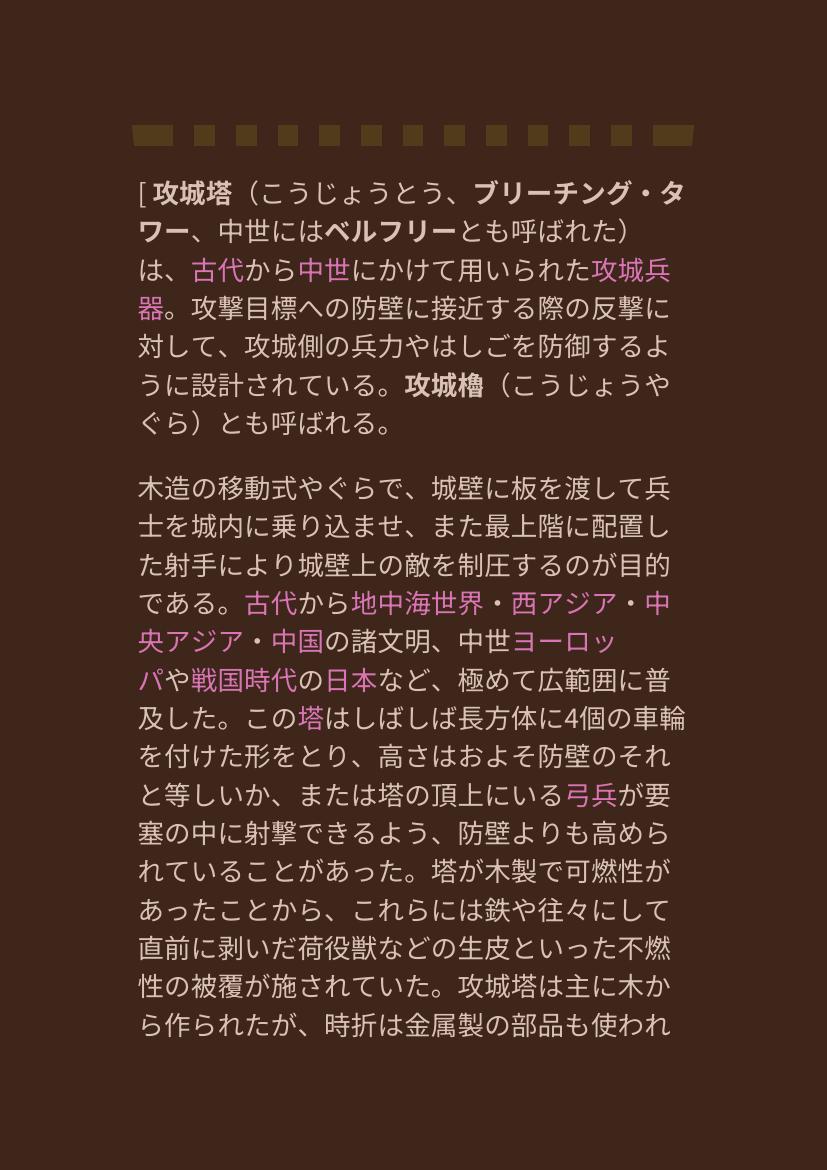 [ 攻城塔（こうじょうとう、ブリーチング・タ
ワー、中世にはベルフリーとも呼ばれた）
は、古代から中世にかけて用いられた攻城兵
器。攻撃目標への防壁に接近する際の反撃に
対して、攻城側の兵力やはしごを防御するよ
うに設計されている。攻城櫓（こうじょうや
ぐら）とも呼ばれる。
木造の移動式やぐらで、城壁に板を渡して兵
士を城内に乗り込ませ、また最上階に配置し
た射手により城壁上の敵を制圧するのが目的
である。古代から地中海世界・西アジア・中
央アジア・中国の諸文明、中世ヨーロッ
パや戦国時代の日本など、極めて広範囲に普
及した。この塔はしばしば長方体に4個の車輪
を付けた形をとり、高さはおよそ防壁のそれ
と等しいか、または塔の頂上にいる弓兵が要
塞の中に射撃できるよう、防壁よりも高めら
れていることがあった。塔が木製で可燃性が
あったことから、これらには鉄や往々にして
直前に剥いだ荷役獣などの生皮といった不燃
性の被覆が施されていた。攻城塔は主に木か
ら作られたが、時折は金属製の部品も使われ